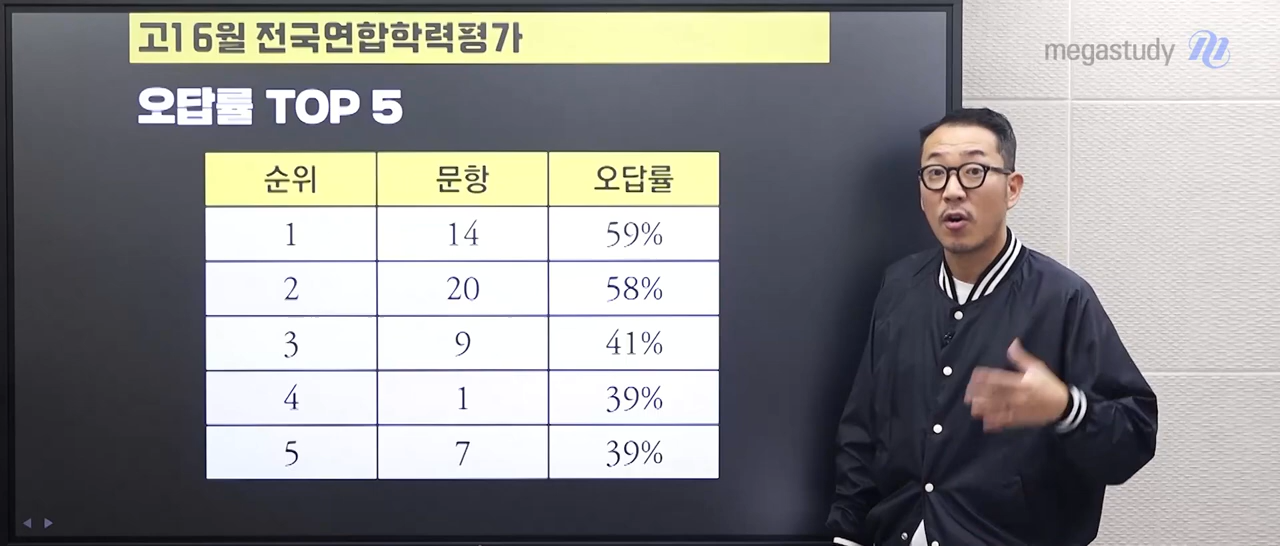 고1 6월 전국연합학력평가
megastudy
오답률 TOP 5
순위 문항 오답률
1 14 59%
2 20 58%
3 9 41%
4 1 39%
5 7 39%